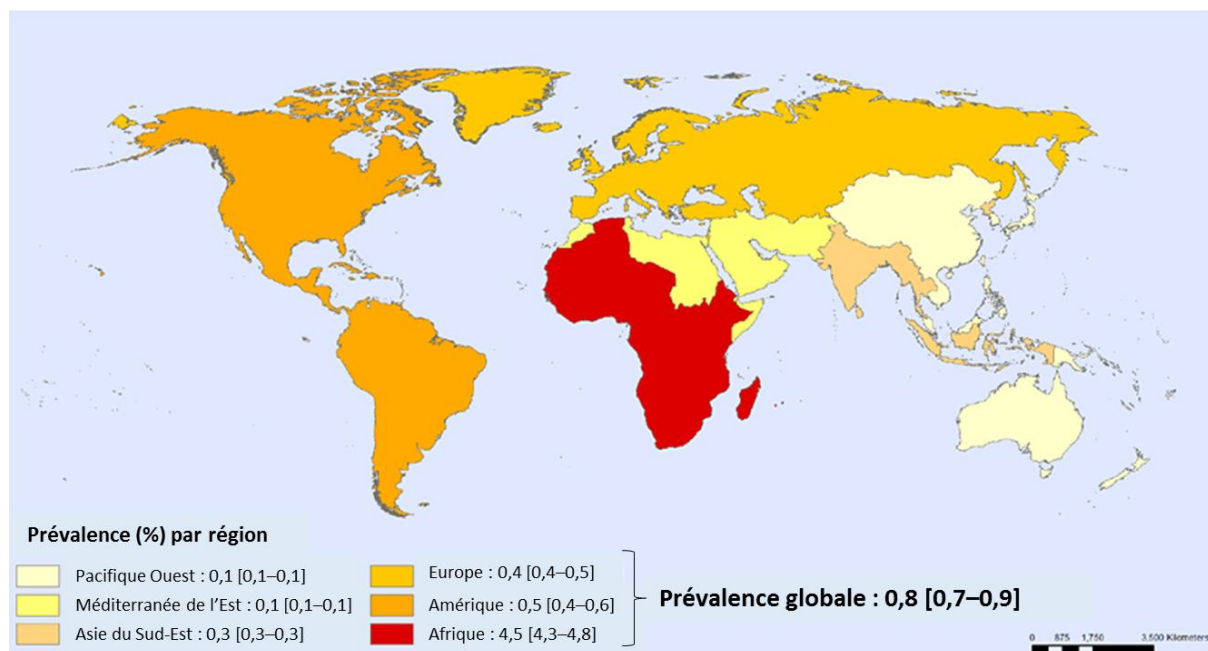 Prévalence (%) par région
Pacifique Ouest : 0,1 [0,1–0,1]
Méditerranée de l’Est : 0,1 [0,1–0,1]
Asie du Sud-Est : 0,3 [0,3–0,3]
Europe : 0,4 [0,4–0,5]
Amérique : 0,5 [0,4–0,6]
Afrique : 4,5 [4,3–4,8]
Prévalence globale : 0,8 [0,7–0,9]
0 875 1,750 3,500 Kilometers